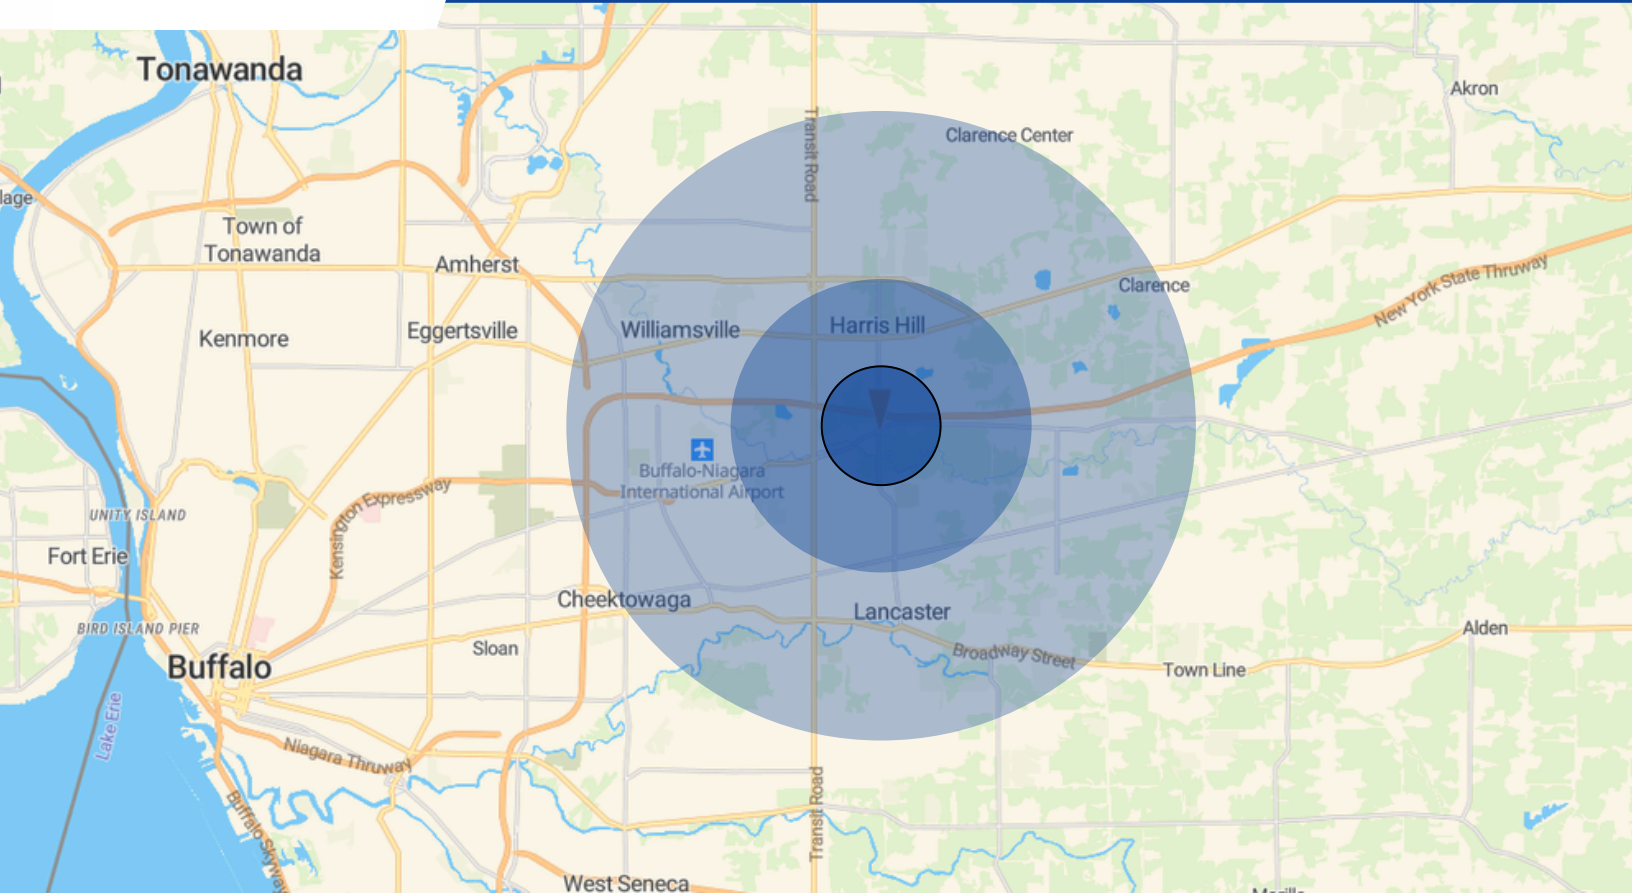 Tonawanda
Akron
Clarence Center
Transit Road
lage
Town of
Tonawanda
Amherst
Clarence
New York State Thruway
Kenmore
Eggertsville
Williamsville
Harris Hill
Buffalo-Niagara
International Airport
Kensington Expressway
UNITY ISLAND
Fort Erie
Cheektowaga
Lancaster
BIRD ISLAND PIER
Alden
Sloan
Broadway Street
Buffalo
Town Line
Lake Erie
Niagara Thruway
Transit Road
Buffalo Skyway
West Seneca